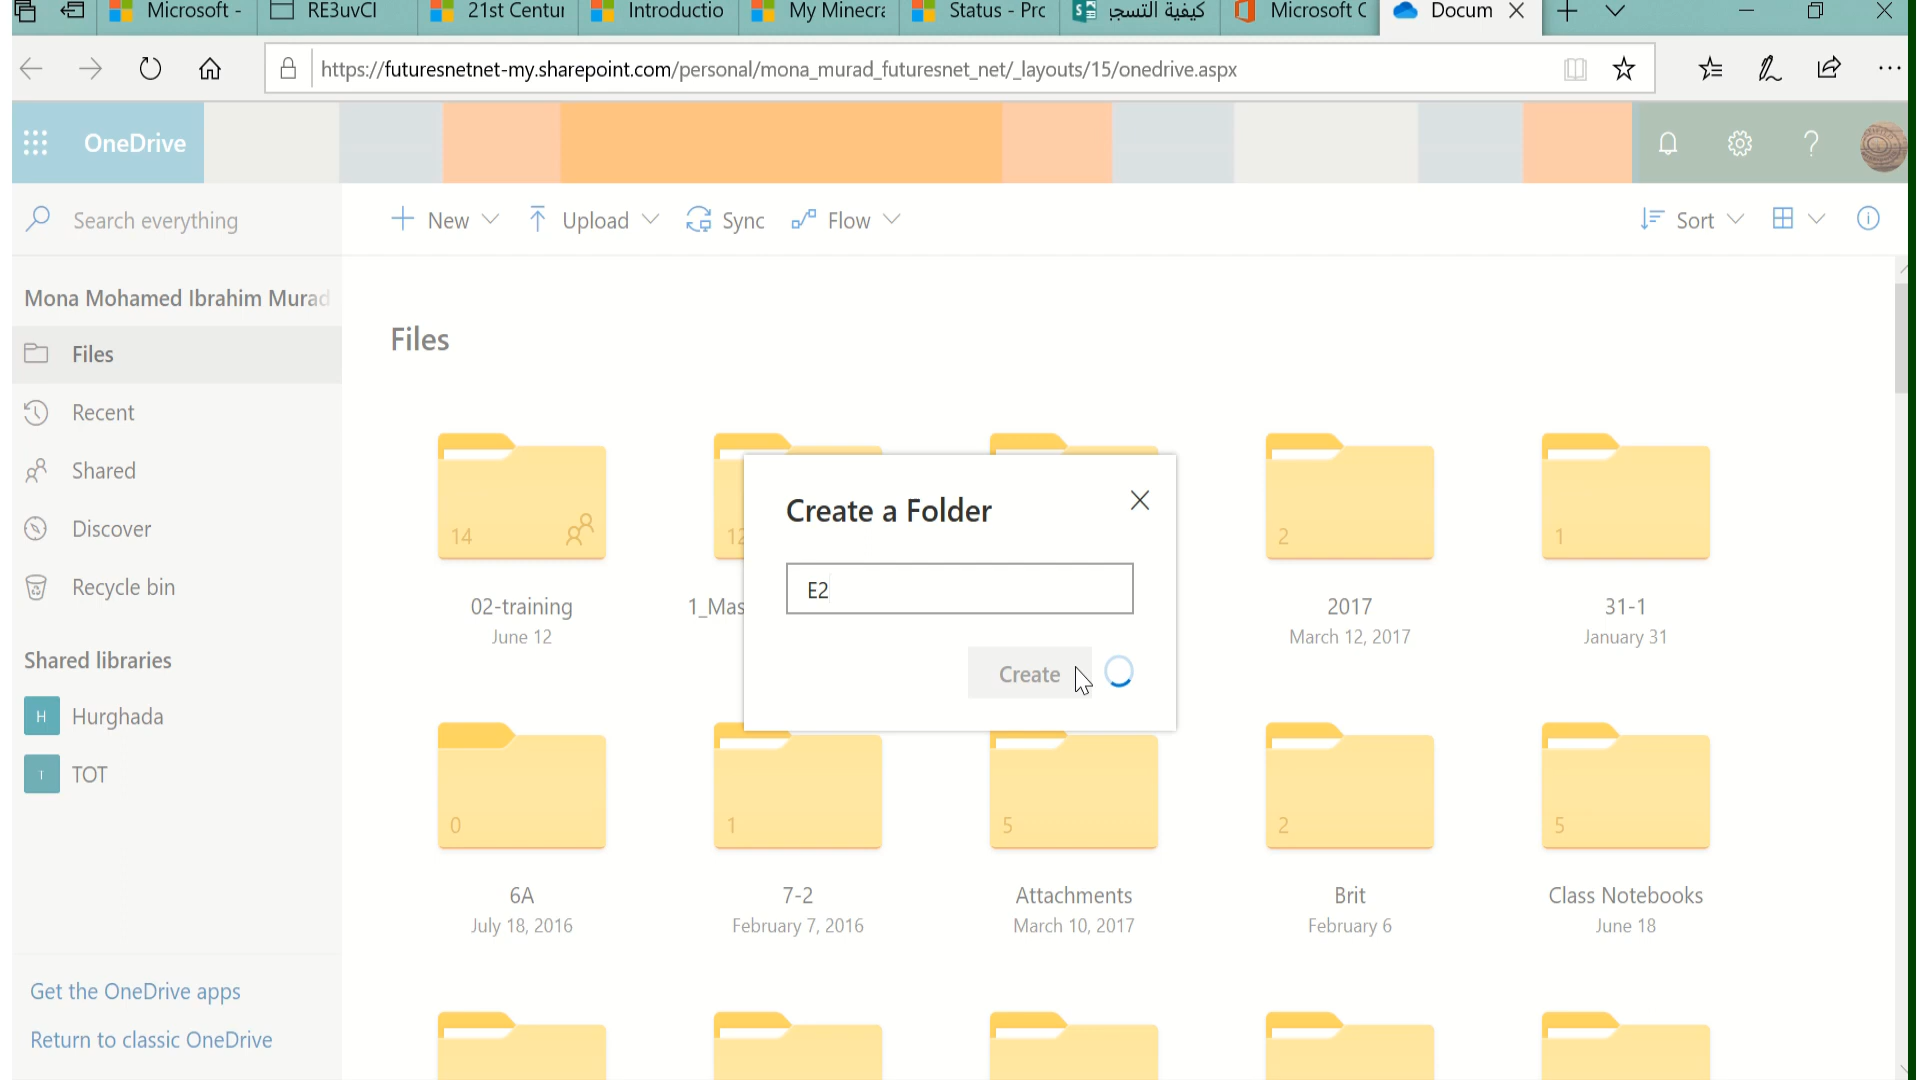 Microsoft -
RE3uvCl
21st Centur
Introductio
My Minecra
Status - Pro
كيفية التسجي
Microsoft C
Docum
https://futuresnetnet-my.sharepoint.com/personal/mona_murad_futuresnet_net/_layouts/15/onedrive.aspx
OneDrive
Search everything
New
Upload
Sync
Flow
Sort
Mona Mohamed Ibrahim Murad
Files
Recent
Shared
Discover
Recycle bin
Shared libraries
H Hurghada
T TOT
Get the OneDrive apps
Return to classic OneDrive
Files
14
12
2
1
02-training
1_Mas
2017
31-1
June 12
March 12, 2017
January 31
Create a Folder
E2
Create
0
1
5
2
5
6A
7-2
Attachments
Brit
Class Notebooks
July 18, 2016
February 7, 2016
March 10, 2017
February 6
June 18